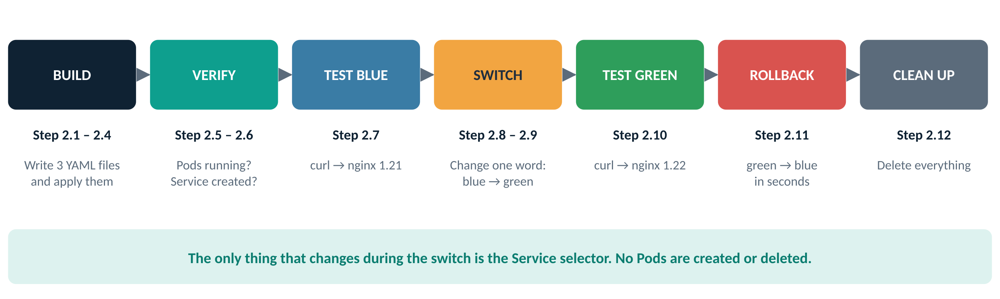 BUILD
VERIFY
TEST BLUE
SWITCH
TEST GREEN
ROLLBACK
CLEAN UP
Step 2.1 – 2.4
Step 2.5 – 2.6
Step 2.7
Step 2.8 – 2.9
Step 2.10
Step 2.11
Step 2.12
Write 3 YAML files
and apply them
Pods running?
Service created?
curl → nginx 1.21
Change one word:
blue → green
curl → nginx 1.22
green → blue
in seconds
Delete everything
The only thing that changes during the switch is the Service selector. No Pods are created or deleted.